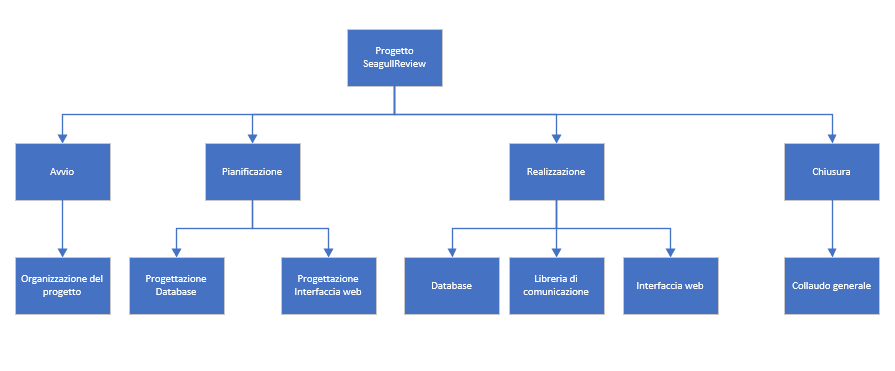 Progetto
SeagullReview
Avvio
Pianificazione
Realizzazione
Chiusura
Organizzazione del
progetto
Progettazione
Database
Progettazione
Interfaccia web
Database
Libreria di
comunicazione
Interfaccia web
Collaudo generale